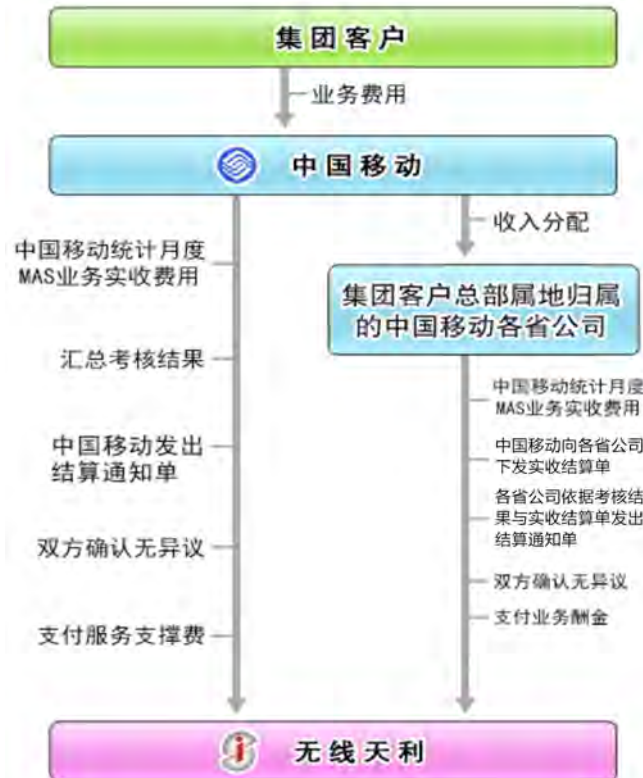 集团客户
业务费用
中国移动
中国移动统计月度
MAS业务实收费用
汇总考核结果
中国移动发出
结算通知单
双方确认无异议
支付服务支撑费
收入分配
集团客户总部属地归属
的中国移动各省公司
中国移动统计月度
MAS业务实收费用
中国移动向各省公司
下发实收结算单
各省公司依据考核结
果与实收结算单发出
结算通知单
双方确认无异议
支付业务酬金
无线天利